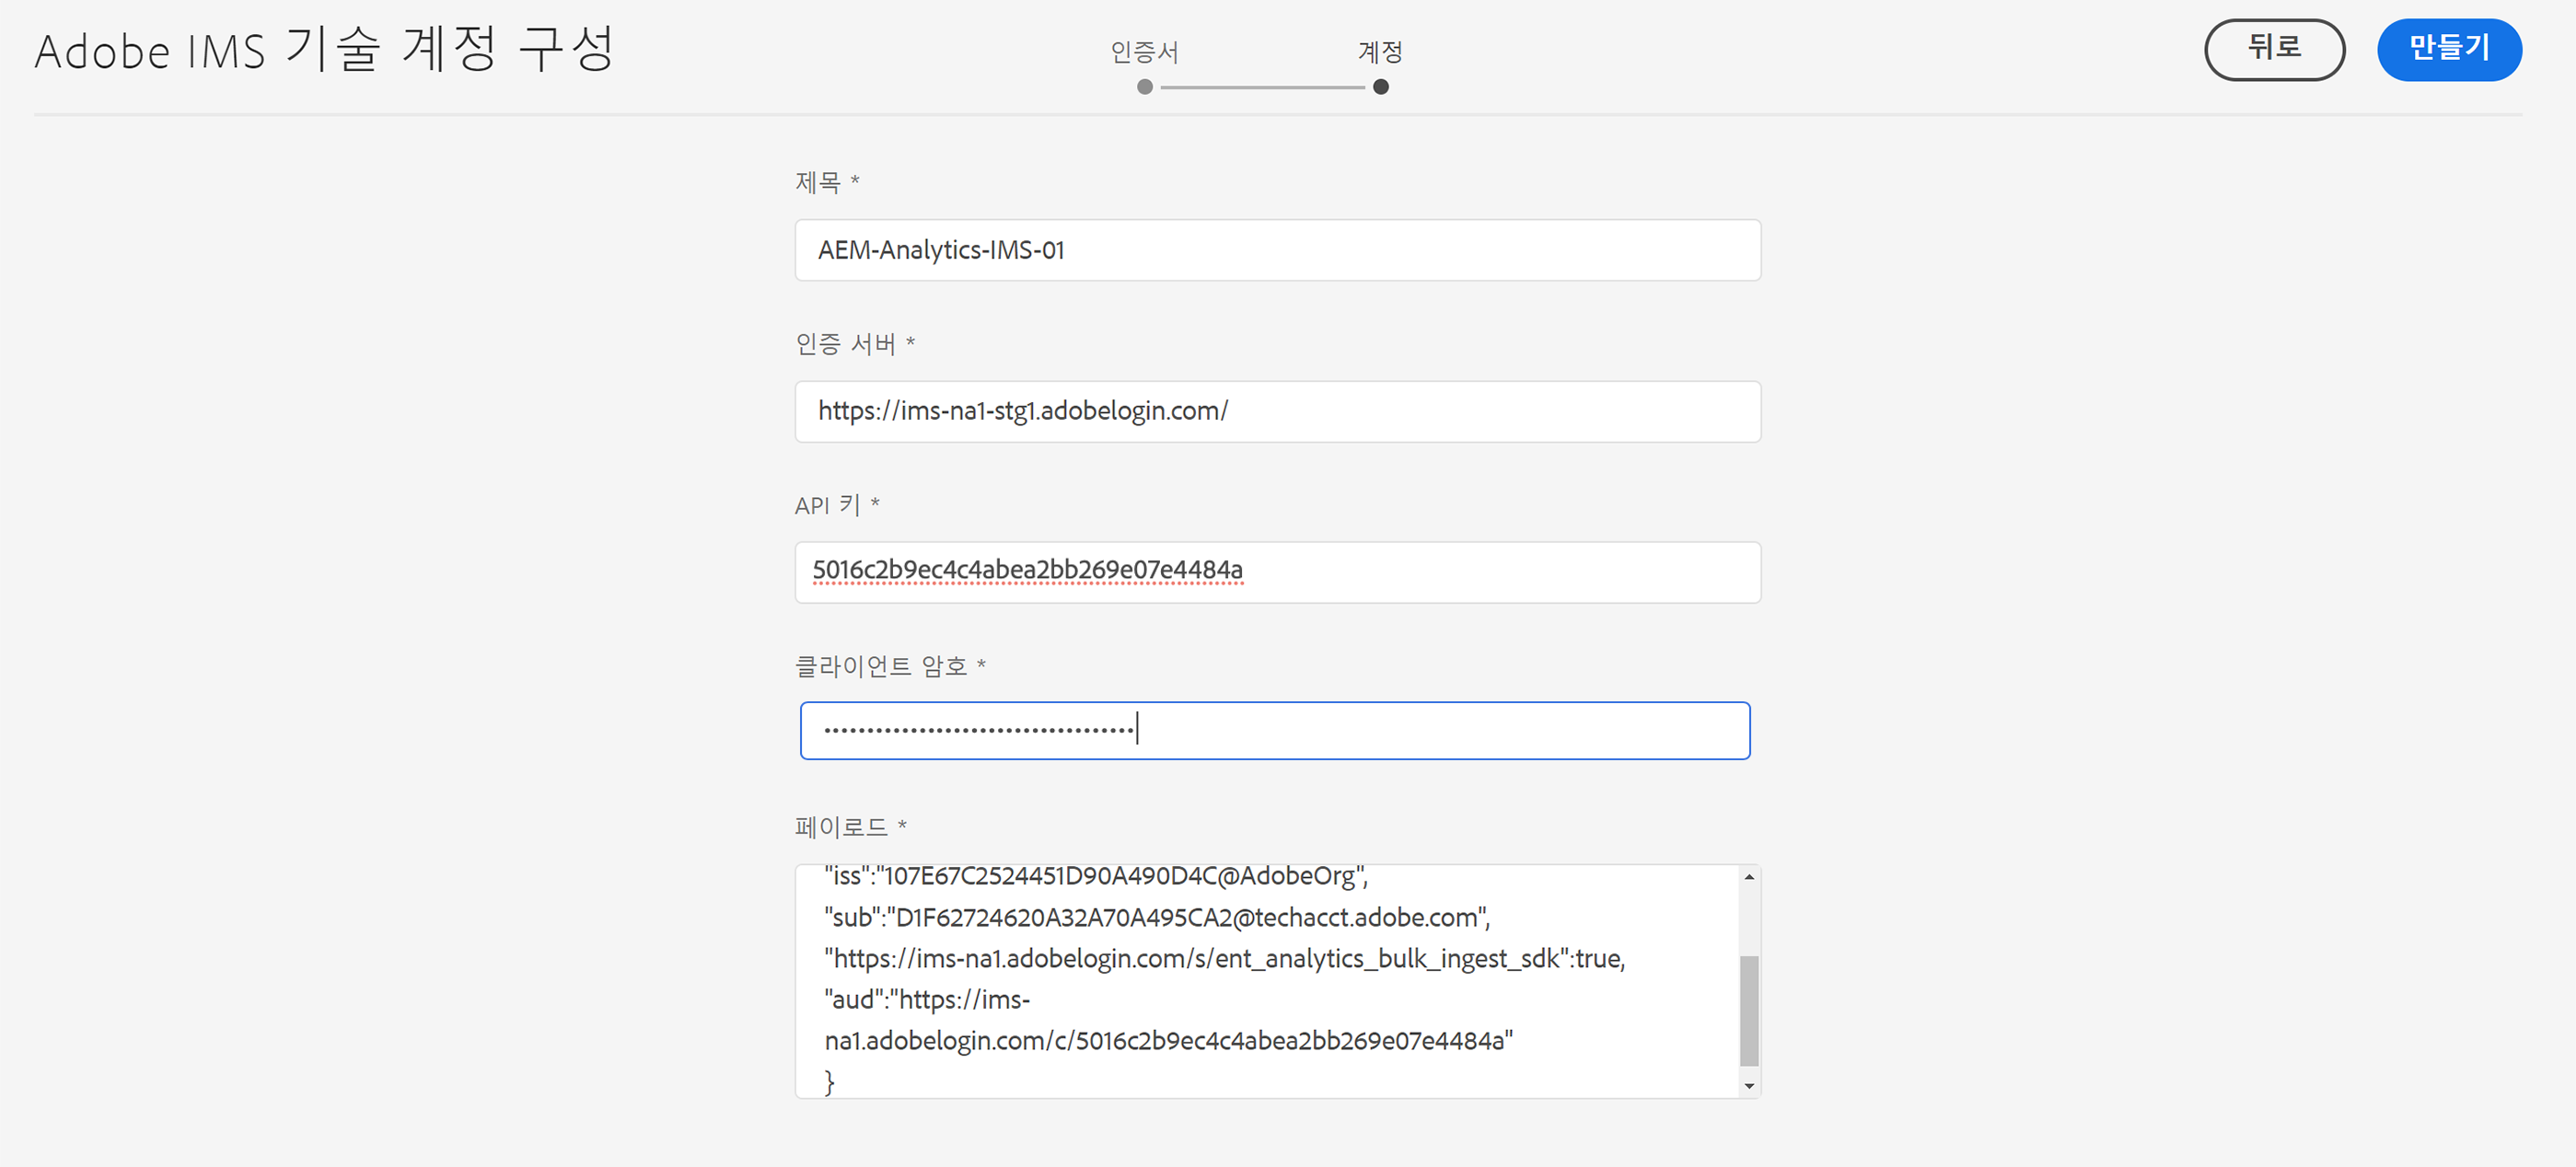 Adobe IMS 기술 계정 구성
인증서
계정
뒤로
만들기
제목 *
AEM-Analytics-IMS-01
인증 서버 *
https://ims-na1-stg1.adobelogin.com/
API 키 *
5016c2b9ec4c4abea2bb269e07e4484a
클라이언트 암호 *
페이로드 *
"iss":"107E67C2524451D90A490D4C@AdobeOrg",
"sub":"D1F62724620A32A70A495CA2@techacct.adobe.com",
"https://ims-na1.adobelogin.com/s/ent_analytics_bulk_ingest_sdk":true,
"aud":"https://ims-
na1.adobelogin.com/c/5016c2b9ec4c4abea2bb269e07e4484a"
}